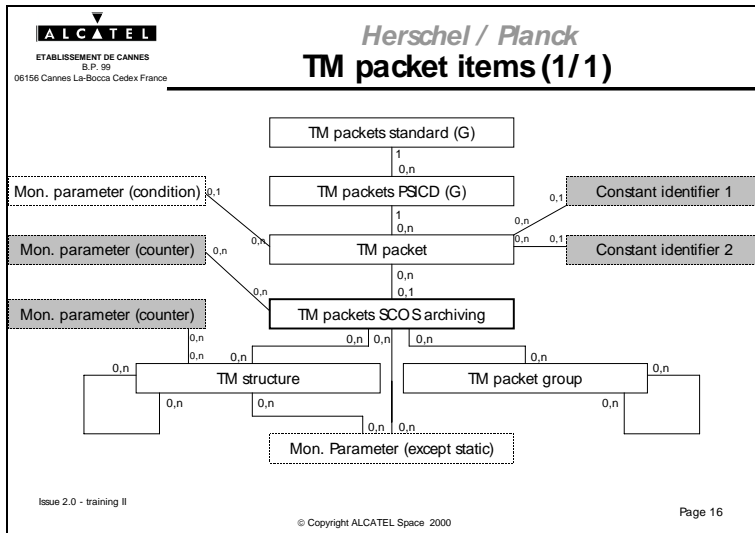 ALCATEL
ETABLISSEMENT DE CANNES
B.P. 99
06156 Cannes La-Bocca Cedex France
Herschel / Planck
TM packet items (1/1)
TM packets standard (G)
1
0,n
Mon. parameter (condition)
0,1
TM packets PSICD (G)
0,1
Constant identifier 1
1
0,n
0,n
Mon. parameter (counter)
0,n
0,n
TM packet
0,n
0,1
Constant identifier 2
0,n
0,n
0,1
Mon. parameter (counter)
TM packets SCOS archiving
0,n
0,n
0,n
0,n
0,n
0,n
0,n
0,n
TM structure
TM packet group
0,n
0,n
0,n
0,n
0,n
0,n
0,n
Mon. Parameter (except static)
Issue 2.0 - training II
© Copyright ALCATEL Space 2000
Page 16